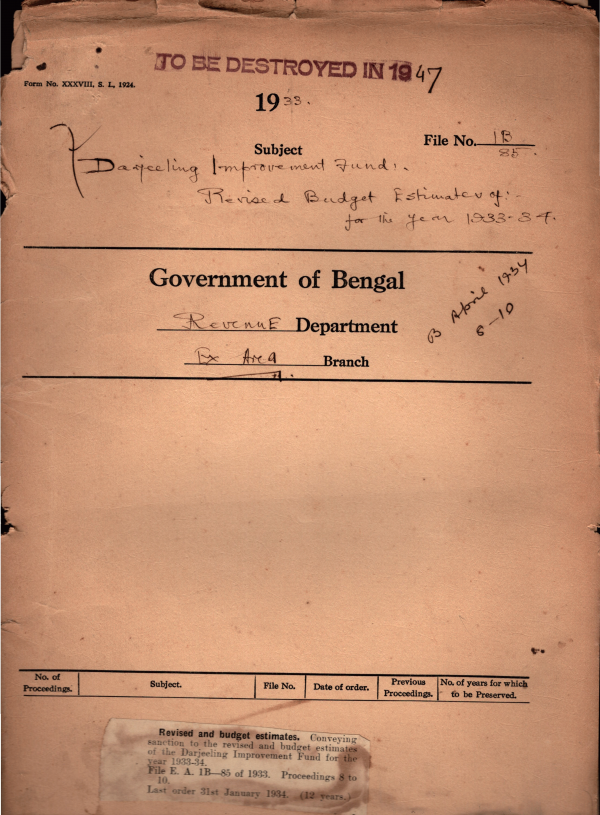 TO BE DESTROYED IN 1947
Form No. XXXVIII, S. I., 1924.
1933.
File No. 1B
85.
Subject
Darjeeling Improvement Fund:-
Revised Budget Estimates of:-
for the year 1933-34.
Government of Bengal
Revenue Department
B April 1934
8-10
Ex Area Branch
No. of Proceedings. Subject. File No. Date of order. Previous Proceedings. No. of years for which to be Preserved.
Revised and budget estimates. Conveying
sanction to the revised and budget estimates
of the Darjeeling Improvement Fund for the
year 1933-34.
File E. A. 1B—85 of 1933. Proceedings 8 to
10.
Last order 31st January 1934. (12 years.)